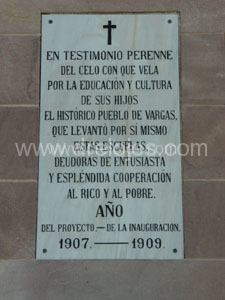 EN TESTIMONIO PERENNE
DEL CELO CON QUE VELA
POR LA EDUCACIÓN Y CULTURA
DE SUS HIJOS
EL HISTÓRICO PUEBLO DE VARGAS,
QUE LEVANTÓ POR SÍ MISMO
ESTAS ESCUELAS,
DEUDORAS DE ENTUSIASTA
Y ESPLÉNDIDA COOPERACIÓN
AL RICO Y AL POBRE.
AÑO
DEL PROYECTO.—DE LA INAUGURACIÓN.
1907.——1909.